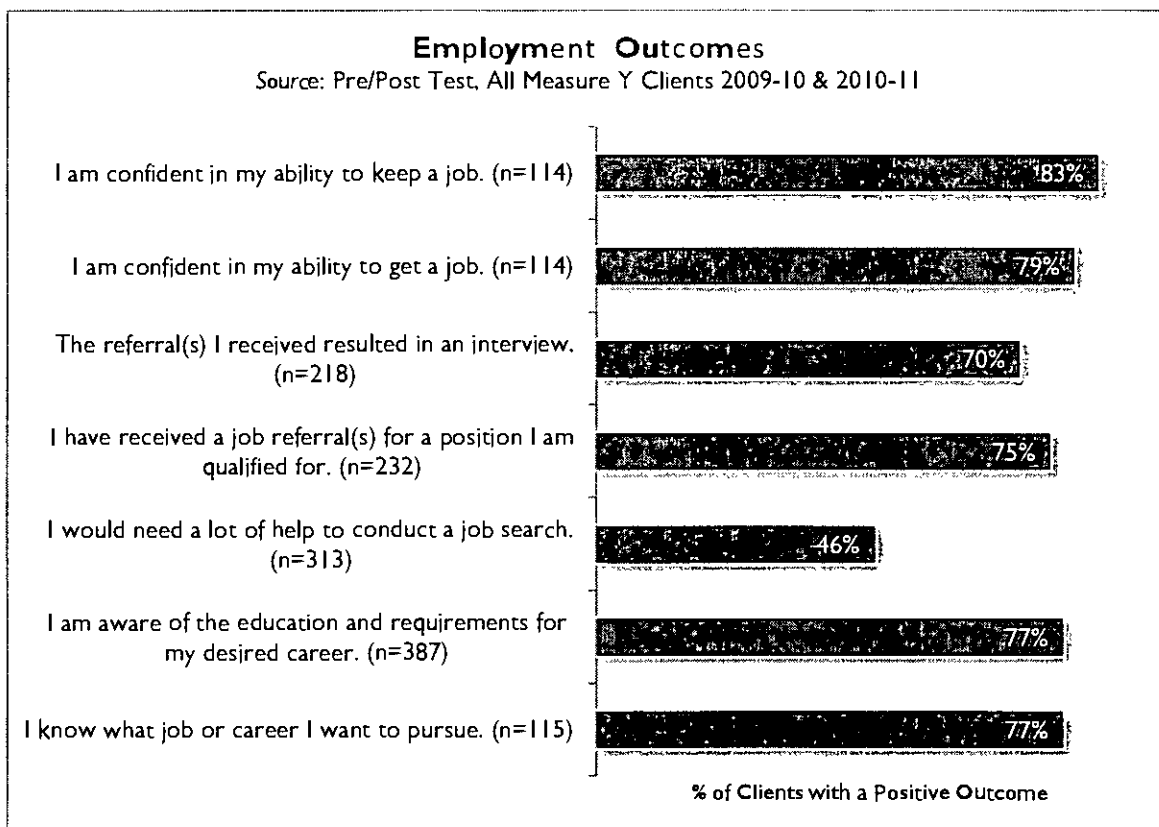 Employment Outcomes
Source: Pre/Post Test, All Measure Y Clients 2009-10 & 2010-11
I am confident in my ability to keep a job. (n=114)
83%
I am confident in my ability to get a job. (n=114)
79%
The referral(s) I received resulted in an interview.
(n=218)
70%
I have received a job referral(s) for a position I am
qualified for. (n=232)
75%
I would need a lot of help to conduct a job search.
(n=313)
46%
I am aware of the education and requirements for
my desired career. (n=387)
77%
I know what job or career I want to pursue. (n=115)
77%
% of Clients with a Positive Outcome